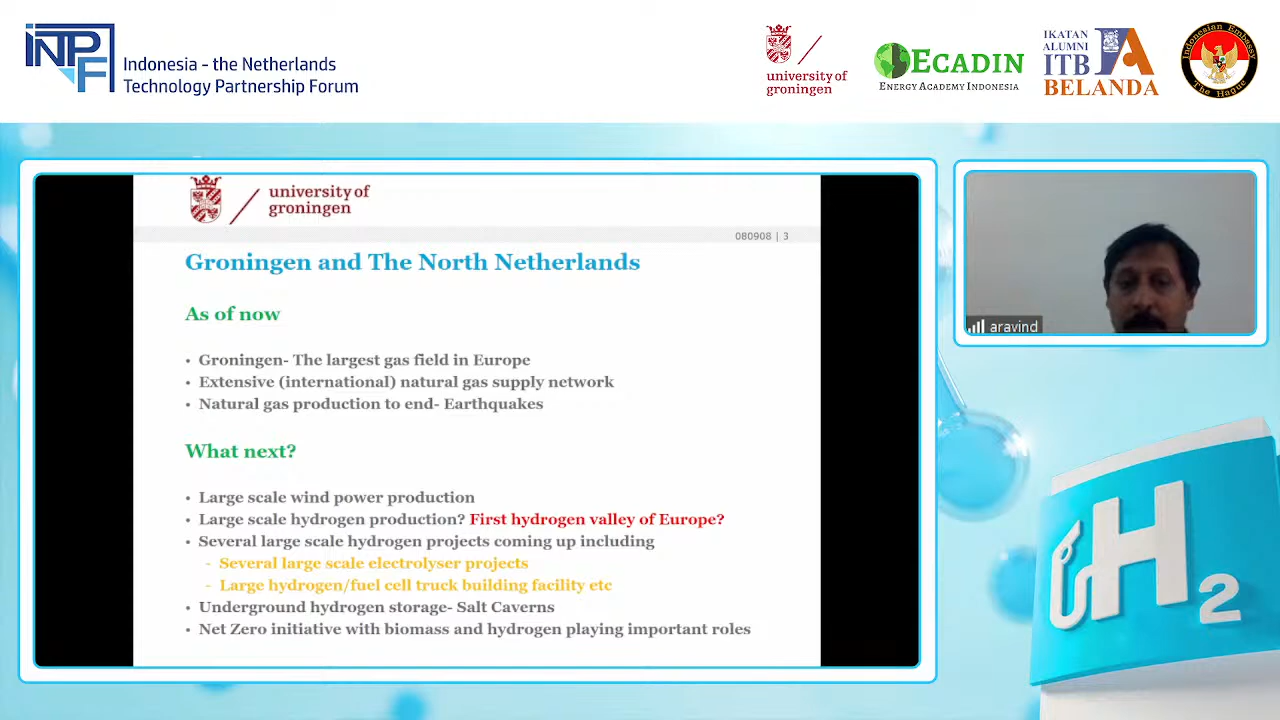 iNTPF
Indonesia - the Netherlands
Technology Partnership Forum
university of
groningen
ECADIN
ENERGY ACADEMY INDONESIA
IKATAN
ALUMNI
ITB
A
BELANDA
Indonesian Embassy
The Hague
university of
groningen
080908 | 3
Groningen and The North Netherlands
As of now
• Groningen- The largest gas field in Europe
• Extensive (international) natural gas supply network
• Natural gas production to end- Earthquakes
What next?
• Large scale wind power production
• Large scale hydrogen production? First hydrogen valley of Europe?
• Several large scale hydrogen projects coming up including
- Several large scale electrolyser projects
- Large hydrogen/fuel cell truck building facility etc
• Underground hydrogen storage- Salt Caverns
• Net Zero initiative with biomass and hydrogen playing important roles
aravind
H2